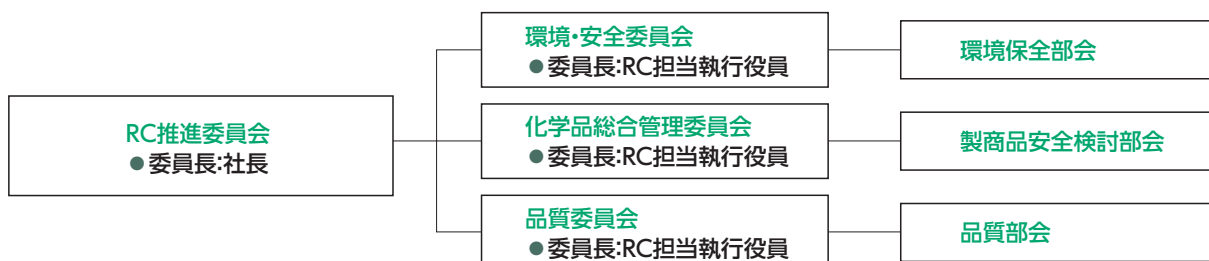 RC推進委員会
●委員長:社長
環境・安全委員会
●委員長:RC担当執行役員
環境保全部会
化学品総合管理委員会
●委員長:RC担当執行役員
製商品安全検討部会
品質委員会
●委員長:RC担当執行役員
品質部会